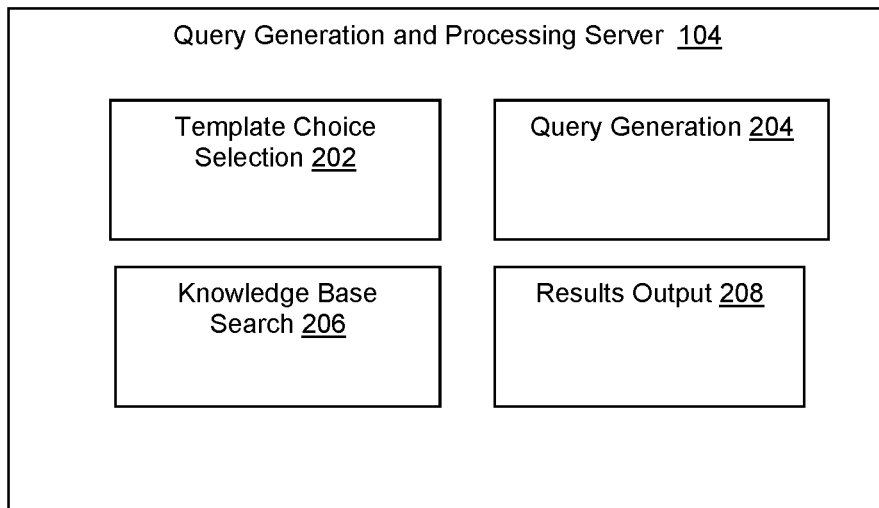 Query Generation and Processing Server 104
Template Choice
Selection 202
Query Generation 204
Knowledge Base
Search 206
Results Output 208